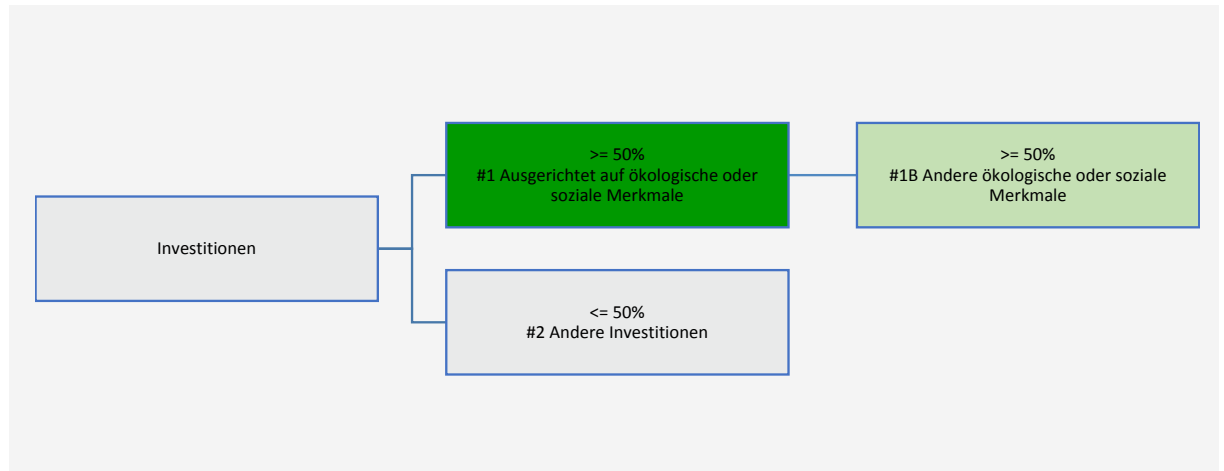 Investitionen
>= 50%
#1 Ausgerichtet auf ökologische oder
soziale Merkmale
>= 50%
#1B Andere ökologische oder soziale
Merkmale
<= 50%
#2 Andere Investitionen